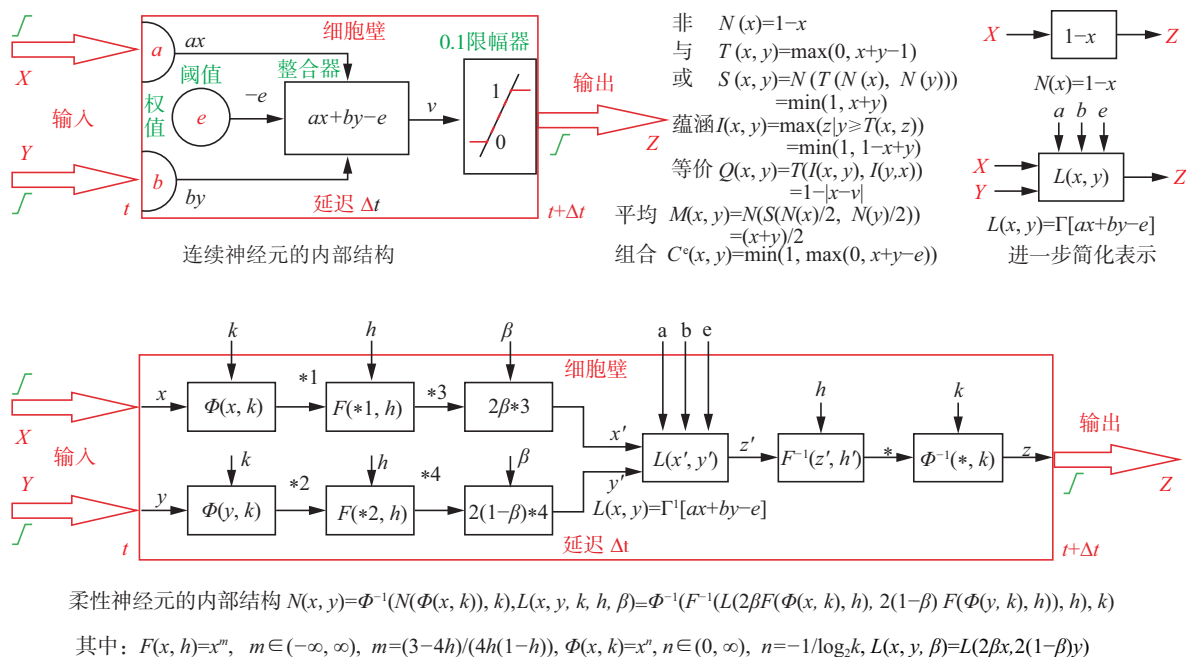 细胞壁
0.1限幅器
a
ax
X
阈值
整合器
输入
权值
e
−e
ax+by−e
v
1
0
输出
Z
Y
b
by
t
延迟 Δt
t+Δt
连续神经元的内部结构
非 N(x)=1−x
与 T(x, y)=max(0, x+y−1)
或 S(x, y)=N(T(N(x), N(y)))
=min(1, x+y)
蕴涵I(x, y)=max(z|y⩾T(x, z))
=min(1, 1−x+y)
等价 Q(x, y)=T(I(x, y), I(y,x))
=1−|x−v|
平均 M(x, y)=N(S(N(x)/2, N(y)/2))
=(x+y)/2
组合 Cᵉ(x, y)=min(1, max(0, x+y−e))
X 1−x Z
N(x)=1−x
a b e
X
Y
L(x, y)
Z
L(x, y)=Γ[ax+by−e]
进一步简化表示
k h β a b e
细胞壁
x Φ(x, k) *1 F(*1, h) *3 2β*3
X
x′
h k
输出
输入
k h β
L(x′, y′) z′ F⁻¹(z′, h′) * Φ⁻¹(*, k) z
Z
Y
y Φ(y, k) *2 F(*2, h) *4 2(1−β)*4
y′
L(x, y)=Γ¹[ax+by−e]
t
延迟 Δt
t+Δt
柔性神经元的内部结构 N(x, y)=Φ⁻¹(N(Φ(x, k)), k),L(x, y, k, h, β)=Φ⁻¹(F⁻¹(L(2βF(Φ(x, k), h), 2(1−β) F(Φ(y, k), h)), h), k)
其中：F(x, h)=xᵐ, m∈(−∞, ∞), m=(3−4h)/(4h(1−h)), Φ(x, k)=xⁿ, n∈(0, ∞), n=−1/log₂k, L(x, y, β)=L(2βx,2(1−β)y)